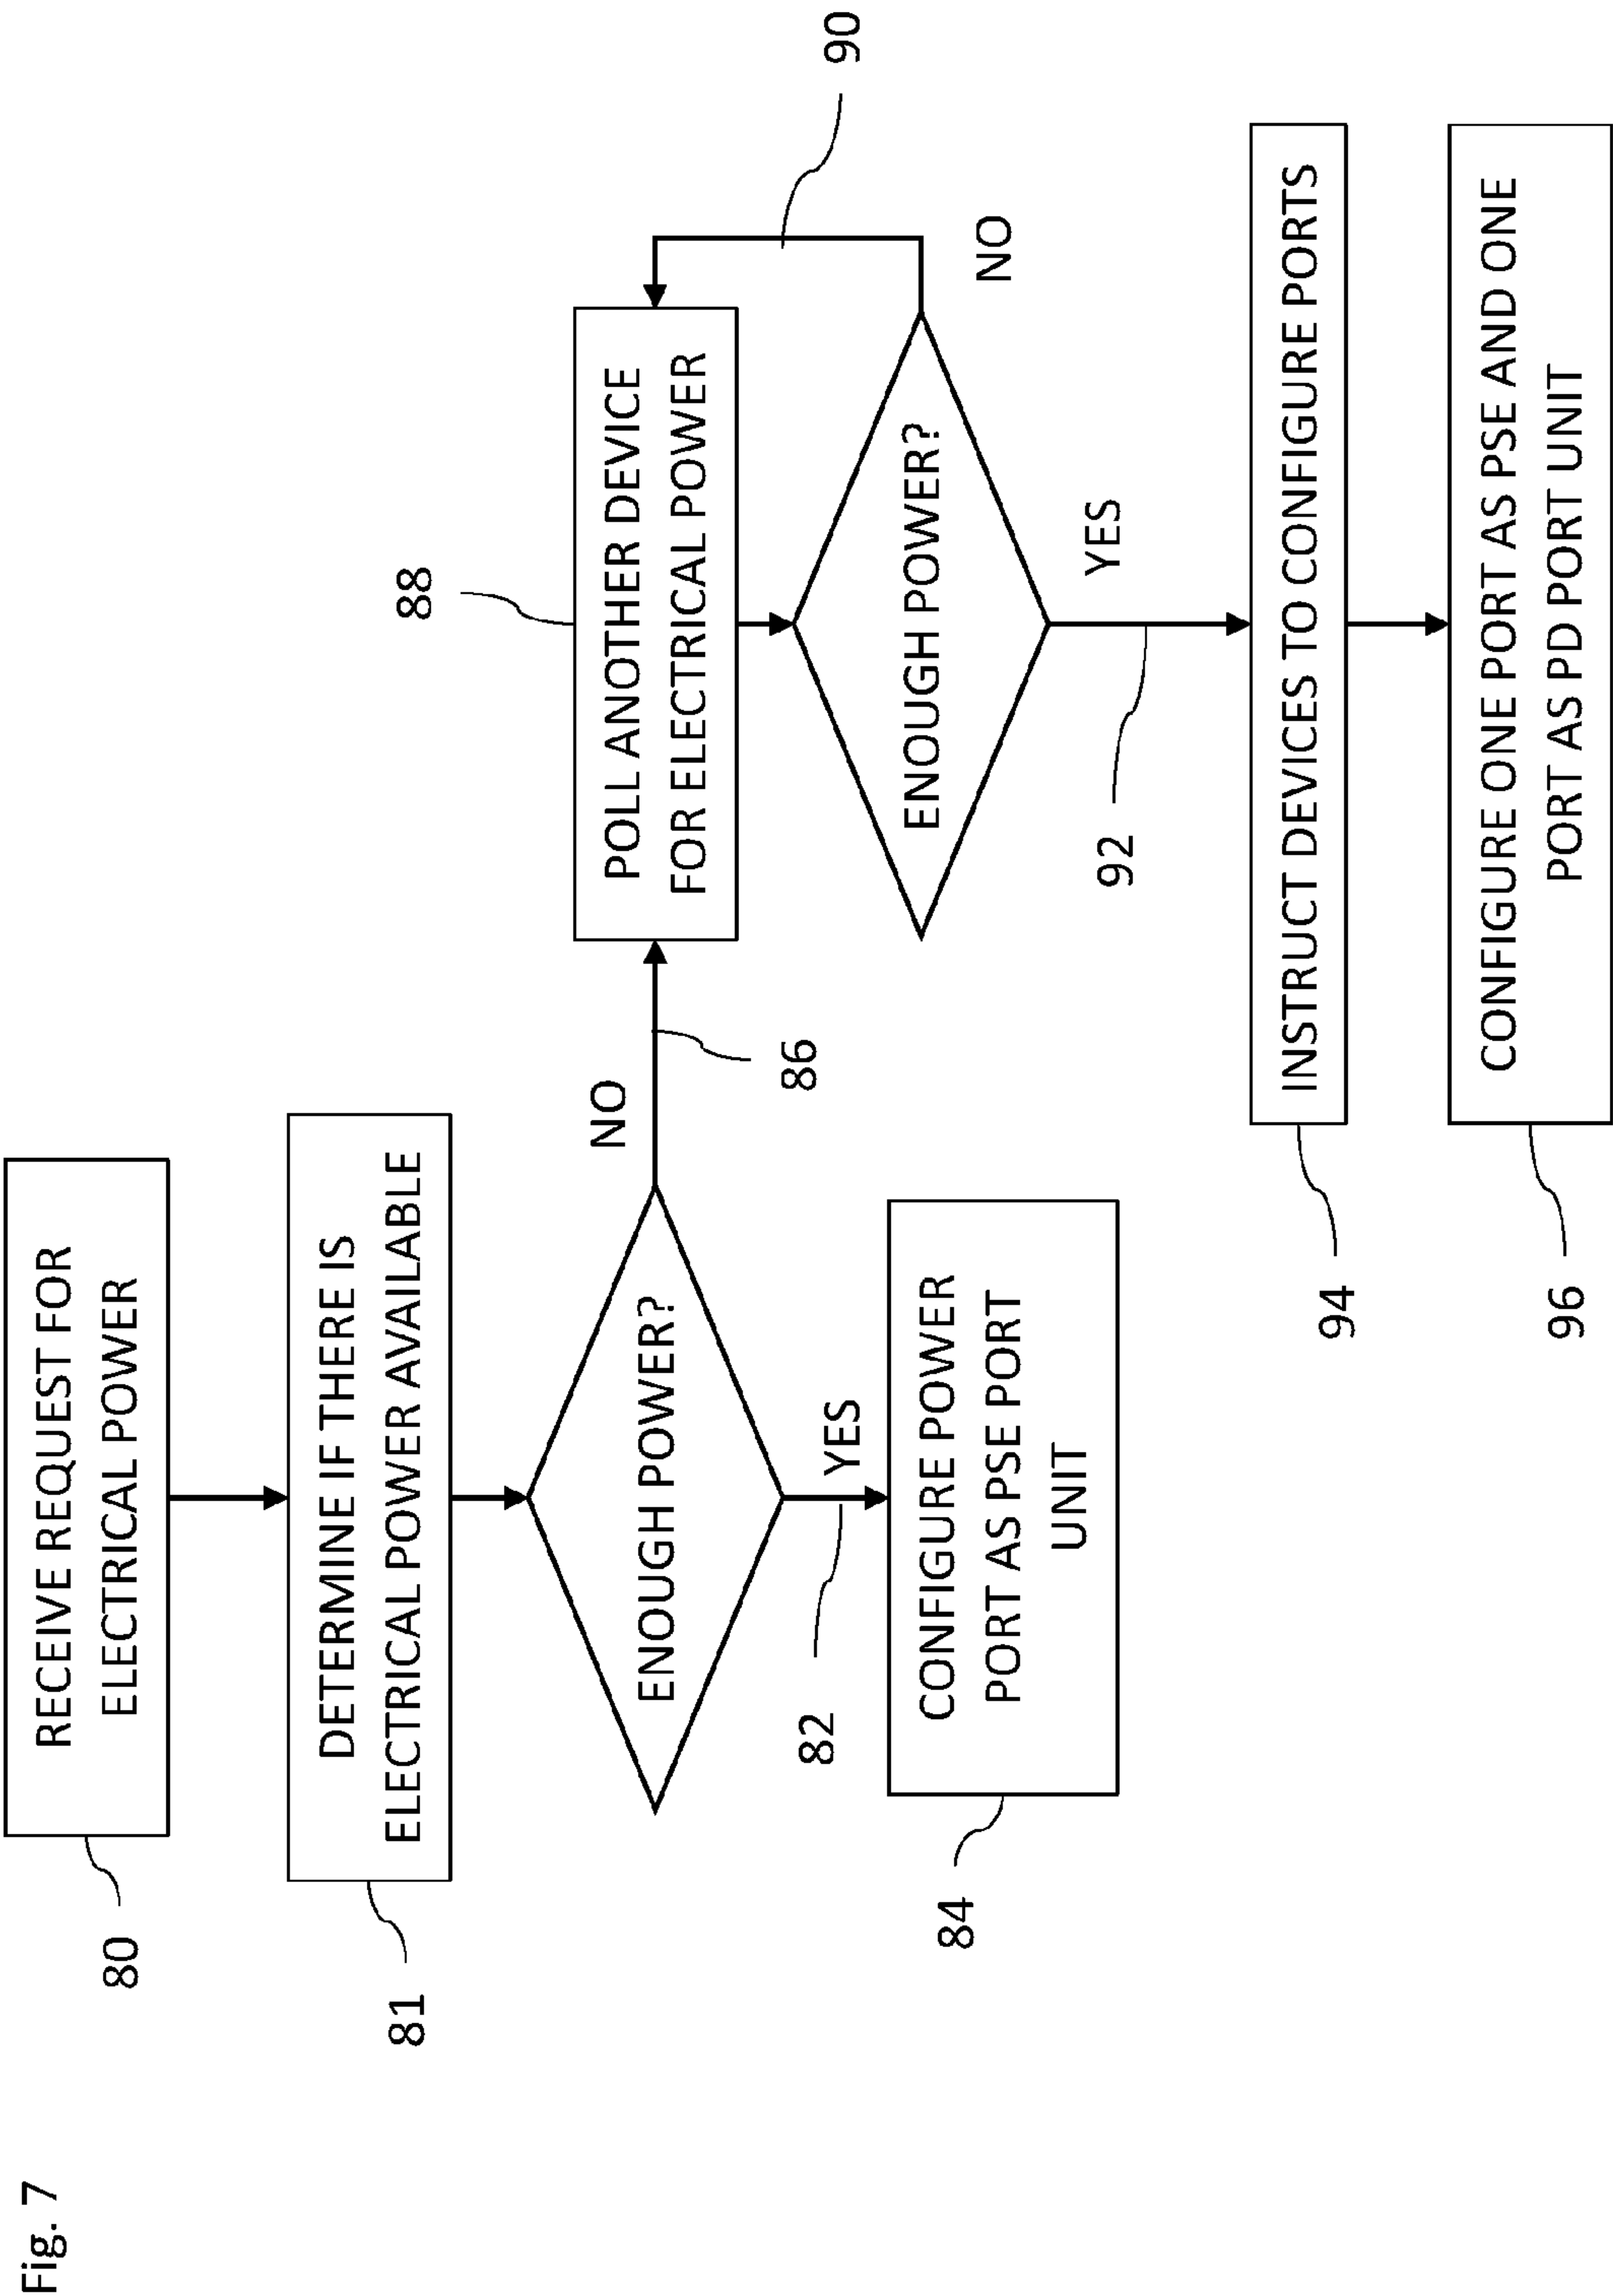 Fig. 7
80
RECEIVE REQUEST FOR
ELECTRICAL POWER
81
DETERMINE IF THERE IS
ELECTRICAL POWER AVAILABLE
ENOUGH POWER?
NO
86
82
YES
84
CONFIGURE POWER
PORT AS PSE PORT
UNIT
88
POLL ANOTHER DEVICE
FOR ELECTRICAL POWER
90
ENOUGH POWER?
NO
92
YES
94
INSTRUCT DEVICES TO CONFIGURE PORTS
96
CONFIGURE ONE PORT AS PSE AND ONE
PORT AS PD PORT UNIT